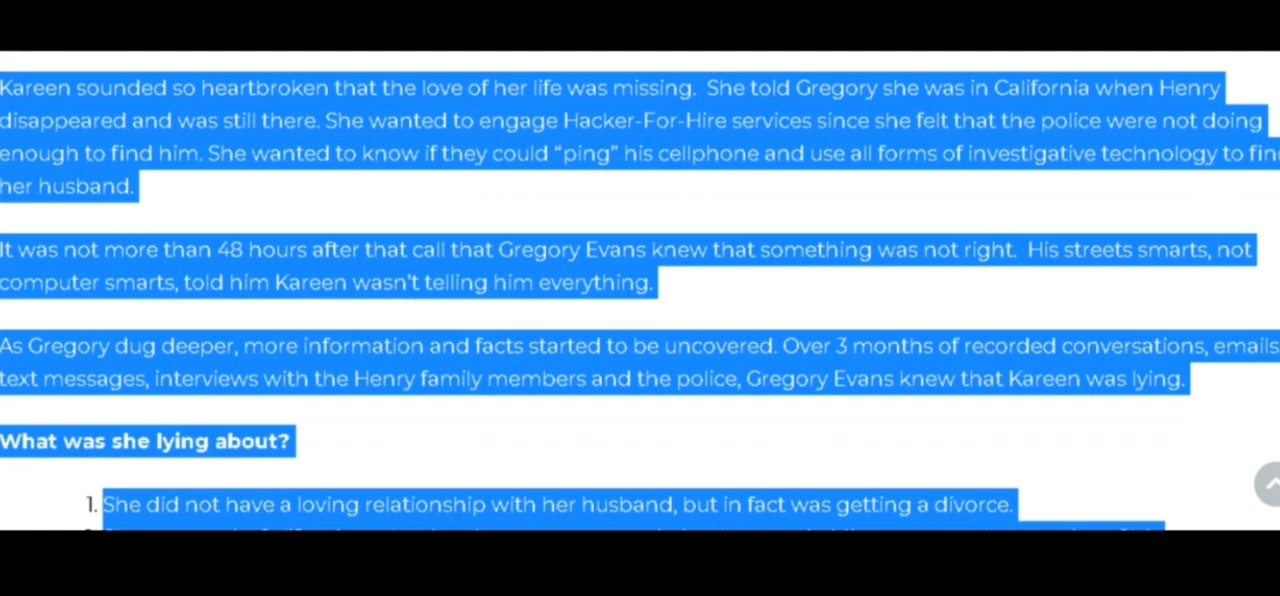 Kareen sounded so heartbroken that the love of her life was missing. She told Gregory she was in California when Henry
disappeared and was still there. She wanted to engage Hacker-For-Hire services since she felt that the police were not doing
enough to find him. She wanted to know if they could “ping” his cellphone and use all forms of investigative technology to fin
her husband.
It was not more than 48 hours after that call that Gregory Evans knew that something was not right. His streets smarts, not
computer smarts, told him Kareen wasn't telling him everything.
As Gregory dug deeper, more information and facts started to be uncovered. Over 3 months of recorded conversations, emails
text messages, interviews with the Henry family members and the police, Gregory Evans knew that Kareen was lying.
What was she lying about?
1. She did not have a loving relationship with her husband, but in fact was getting a divorce.